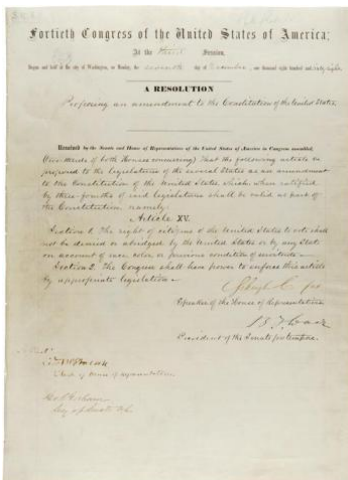 Fortieth Congress of the United States of America;
At the third Session,
Begun and held at the city of Washington, on Monday, the seventh day of December, one thousand eight hundred and sixty-eight.
A RESOLUTION
Proposing an amendment to the Constitution of the United States.
Resolved by the Senate and House of Representatives of the United States of America in Congress assembled,
(two-thirds of both Houses concurring) That the following article be
proposed to the legislatures of the several States as an amendment
to the Constitution of the United States which, when ratified
by three-fourths of said legislatures shall be valid as part of
the Constitution, namely:
Article XV.
Section 1. The right of citizens of the United States to vote shall
not be denied or abridged by the United States or by any State
on account of race, color, or previous condition of servitude—
Section 2. The Congress shall have power to enforce this article
by appropriate legislation—
Speaker of the House of Representatives
President of the Senate pro tempore.
Attest
Clerk of House of Representatives